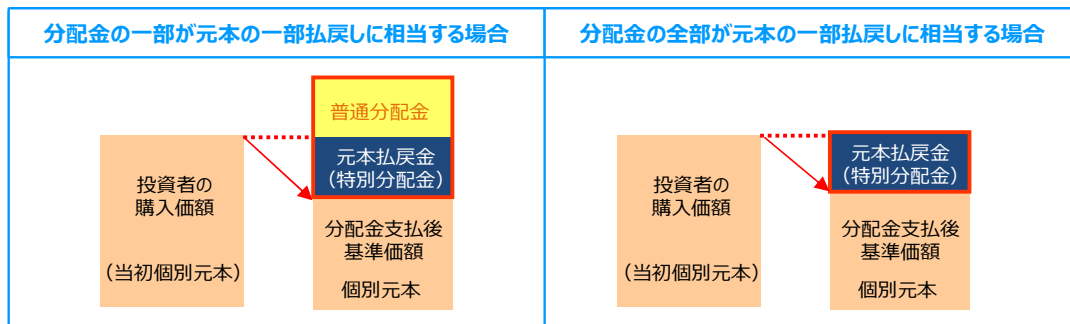 分配金の一部が元本の一部払戻しに相当する場合
分配金の全部が元本の一部払戻しに相当する場合
普通分配金
元本払戻金
（特別分配金）
投資者の
購入価額
（当初個別元本）
分配金支払後
基準価額
個別元本
元本払戻金
（特別分配金）
投資者の
購入価額
（当初個別元本）
分配金支払後
基準価額
個別元本